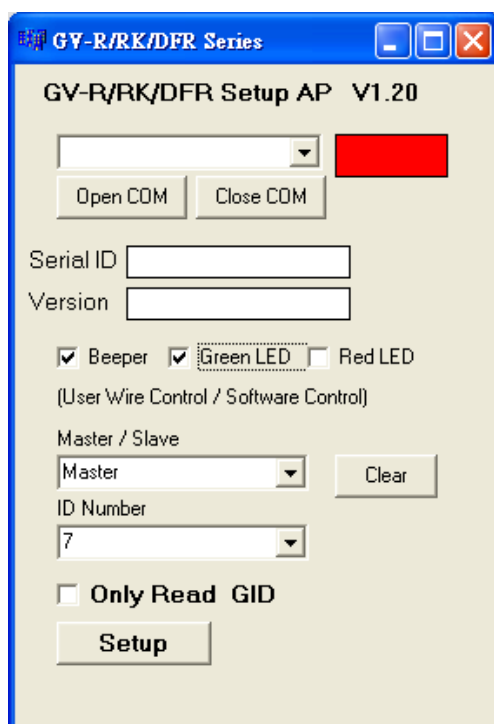 GV-R/RK/DFR Series
GV-R/RK/DFR Setup AP V1.20
Open COM Close COM
Serial ID
Version
Beeper Green LED Red LED
(User Wire Control / Software Control)
Master / Slave
Master Clear
ID Number
7
Only Read GID
Setup